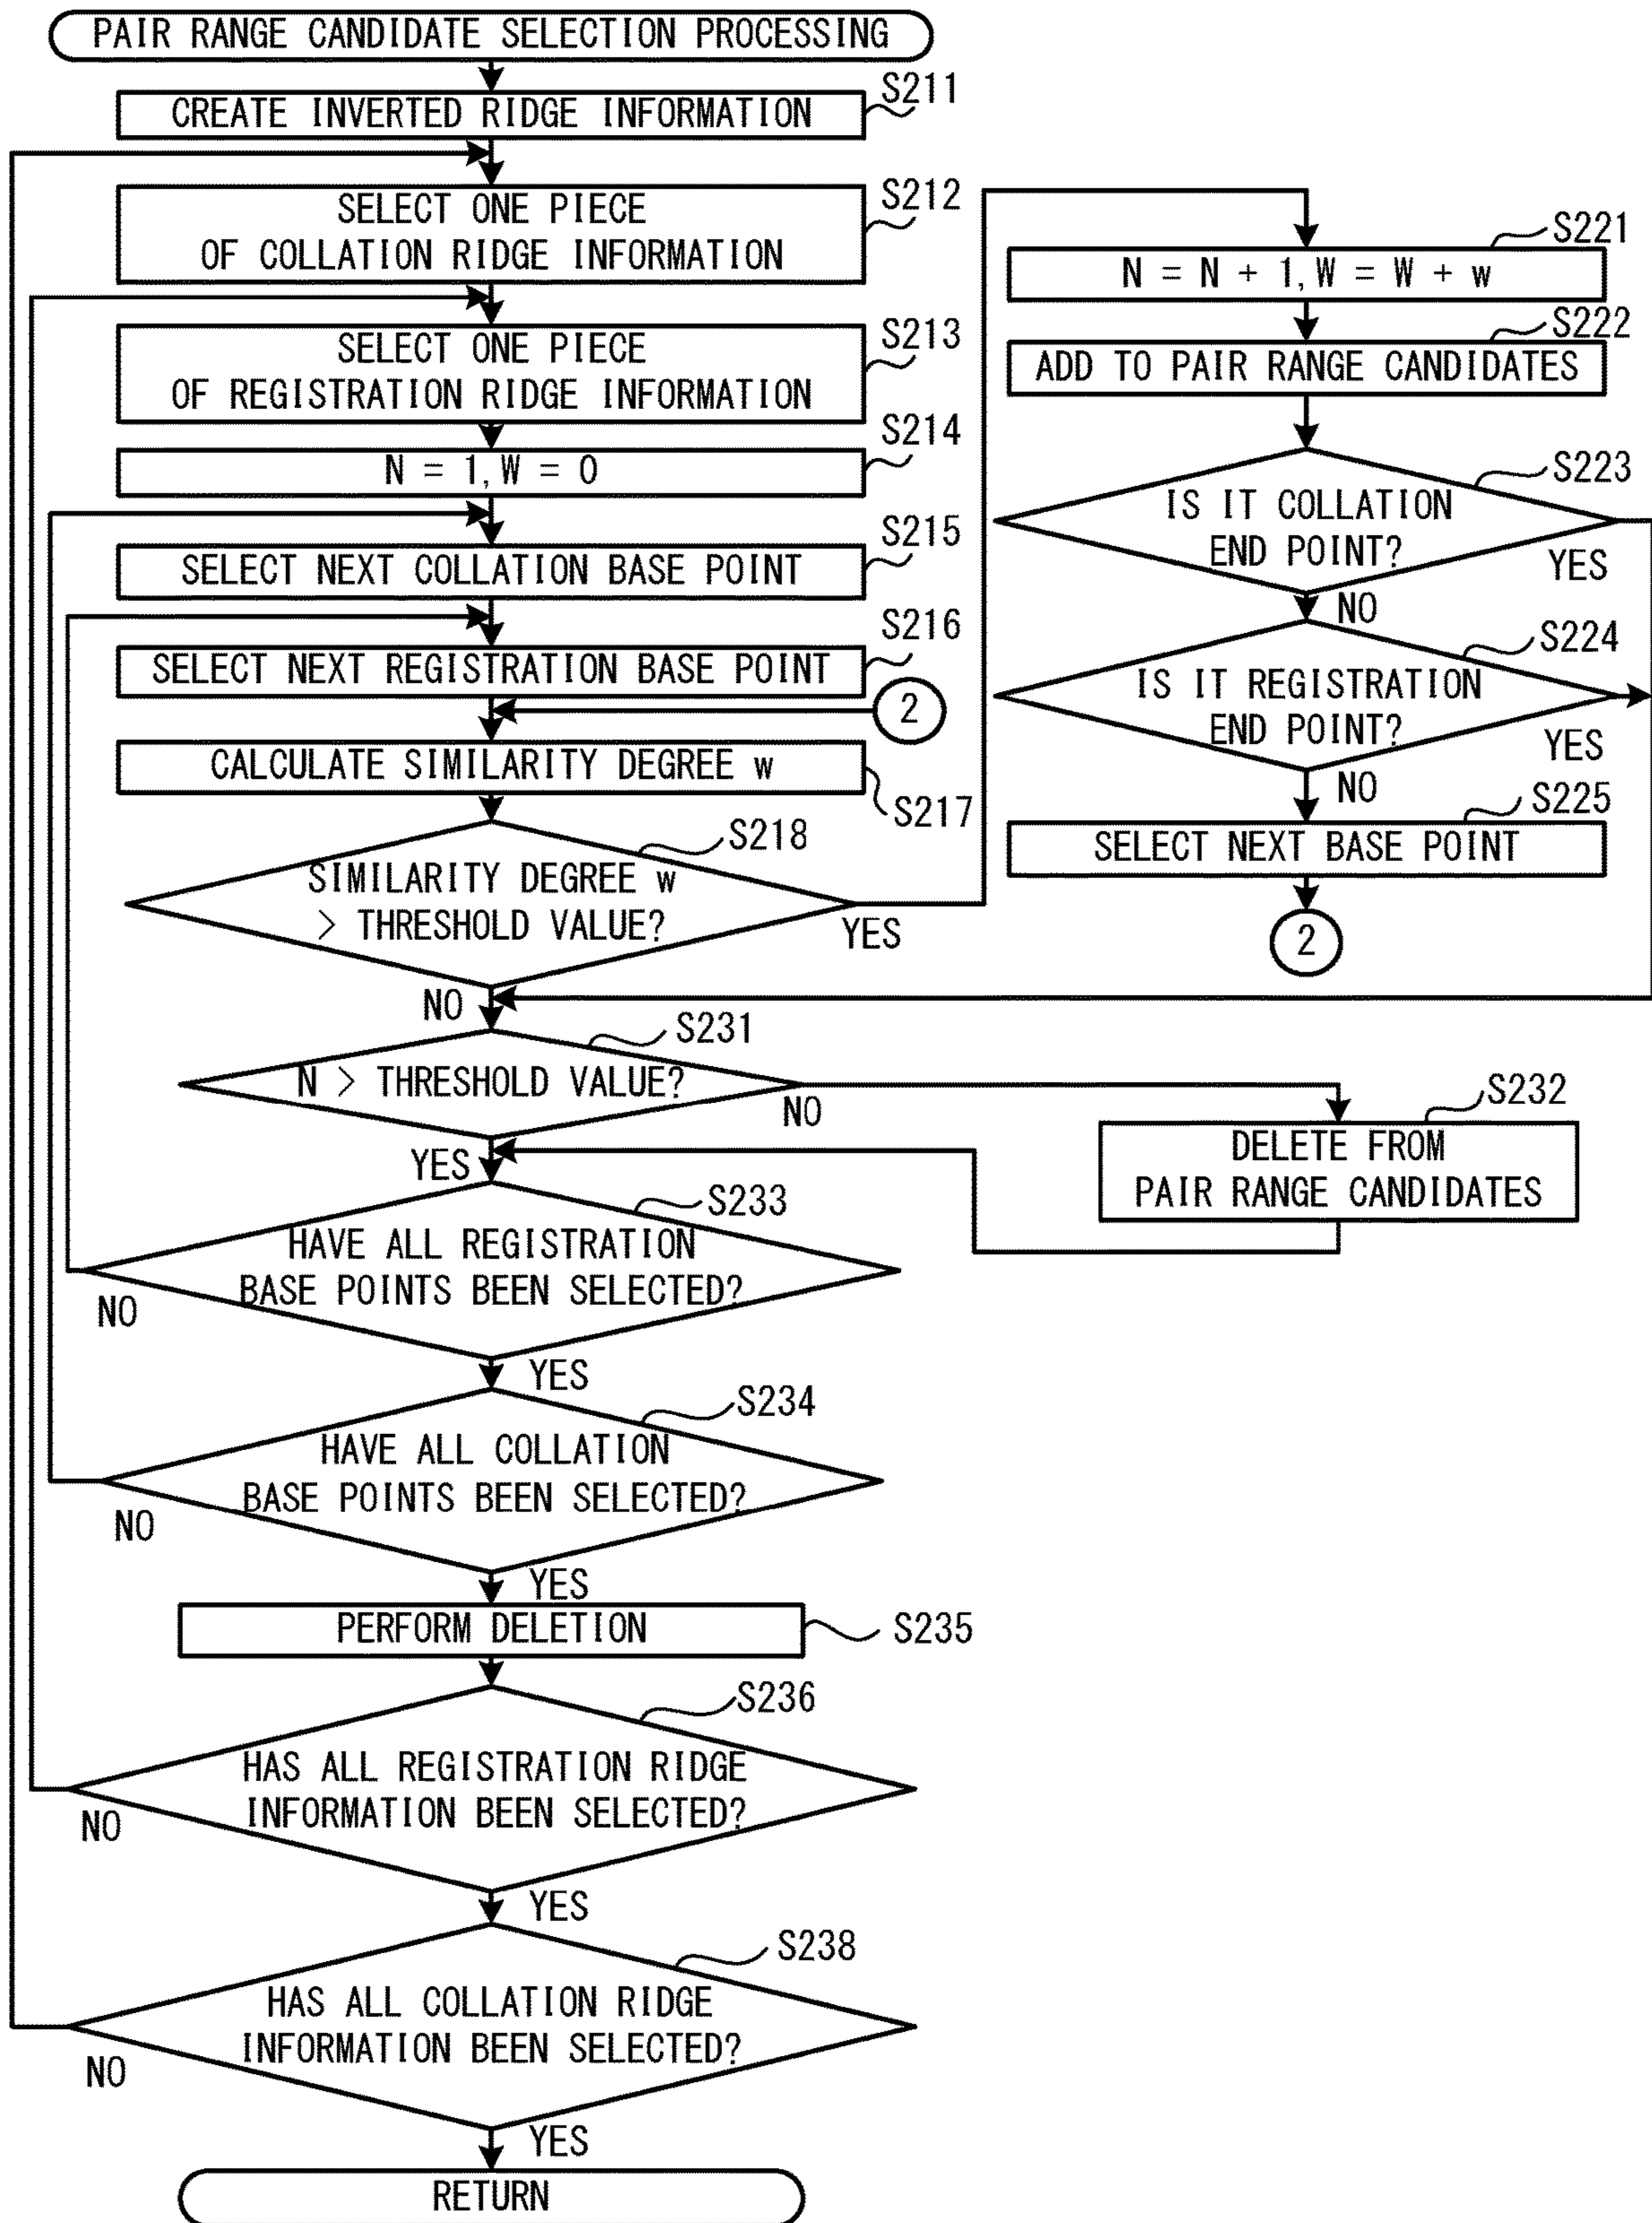 PAIR RANGE CANDIDATE SELECTION PROCESSING
S211
CREATE INVERTED RIDGE INFORMATION
S212
SELECT ONE PIECE
OF COLLATION RIDGE INFORMATION
S213
SELECT ONE PIECE
OF REGISTRATION RIDGE INFORMATION
S214
N = 1, W = 0
S215
SELECT NEXT COLLATION BASE POINT
S216
SELECT NEXT REGISTRATION BASE POINT
2
CALCULATE SIMILARITY DEGREE w
S217
S218
SIMILARITY DEGREE w
> THRESHOLD VALUE?
YES
NO
S221
N = N + 1, W = W + w
S222
ADD TO PAIR RANGE CANDIDATES
S223
IS IT COLLATION
END POINT?
YES
NO
S224
IS IT REGISTRATION
END POINT?
YES
NO
S225
SELECT NEXT BASE POINT
2
S231
N > THRESHOLD VALUE?
NO
YES
S232
DELETE FROM
PAIR RANGE CANDIDATES
S233
HAVE ALL REGISTRATION
BASE POINTS BEEN SELECTED?
NO
YES
S234
HAVE ALL COLLATION
BASE POINTS BEEN SELECTED?
NO
YES
PERFORM DELETION
S235
S236
HAS ALL REGISTRATION RIDGE
INFORMATION BEEN SELECTED?
NO
YES
S238
HAS ALL COLLATION RIDGE
INFORMATION BEEN SELECTED?
NO
YES
RETURN